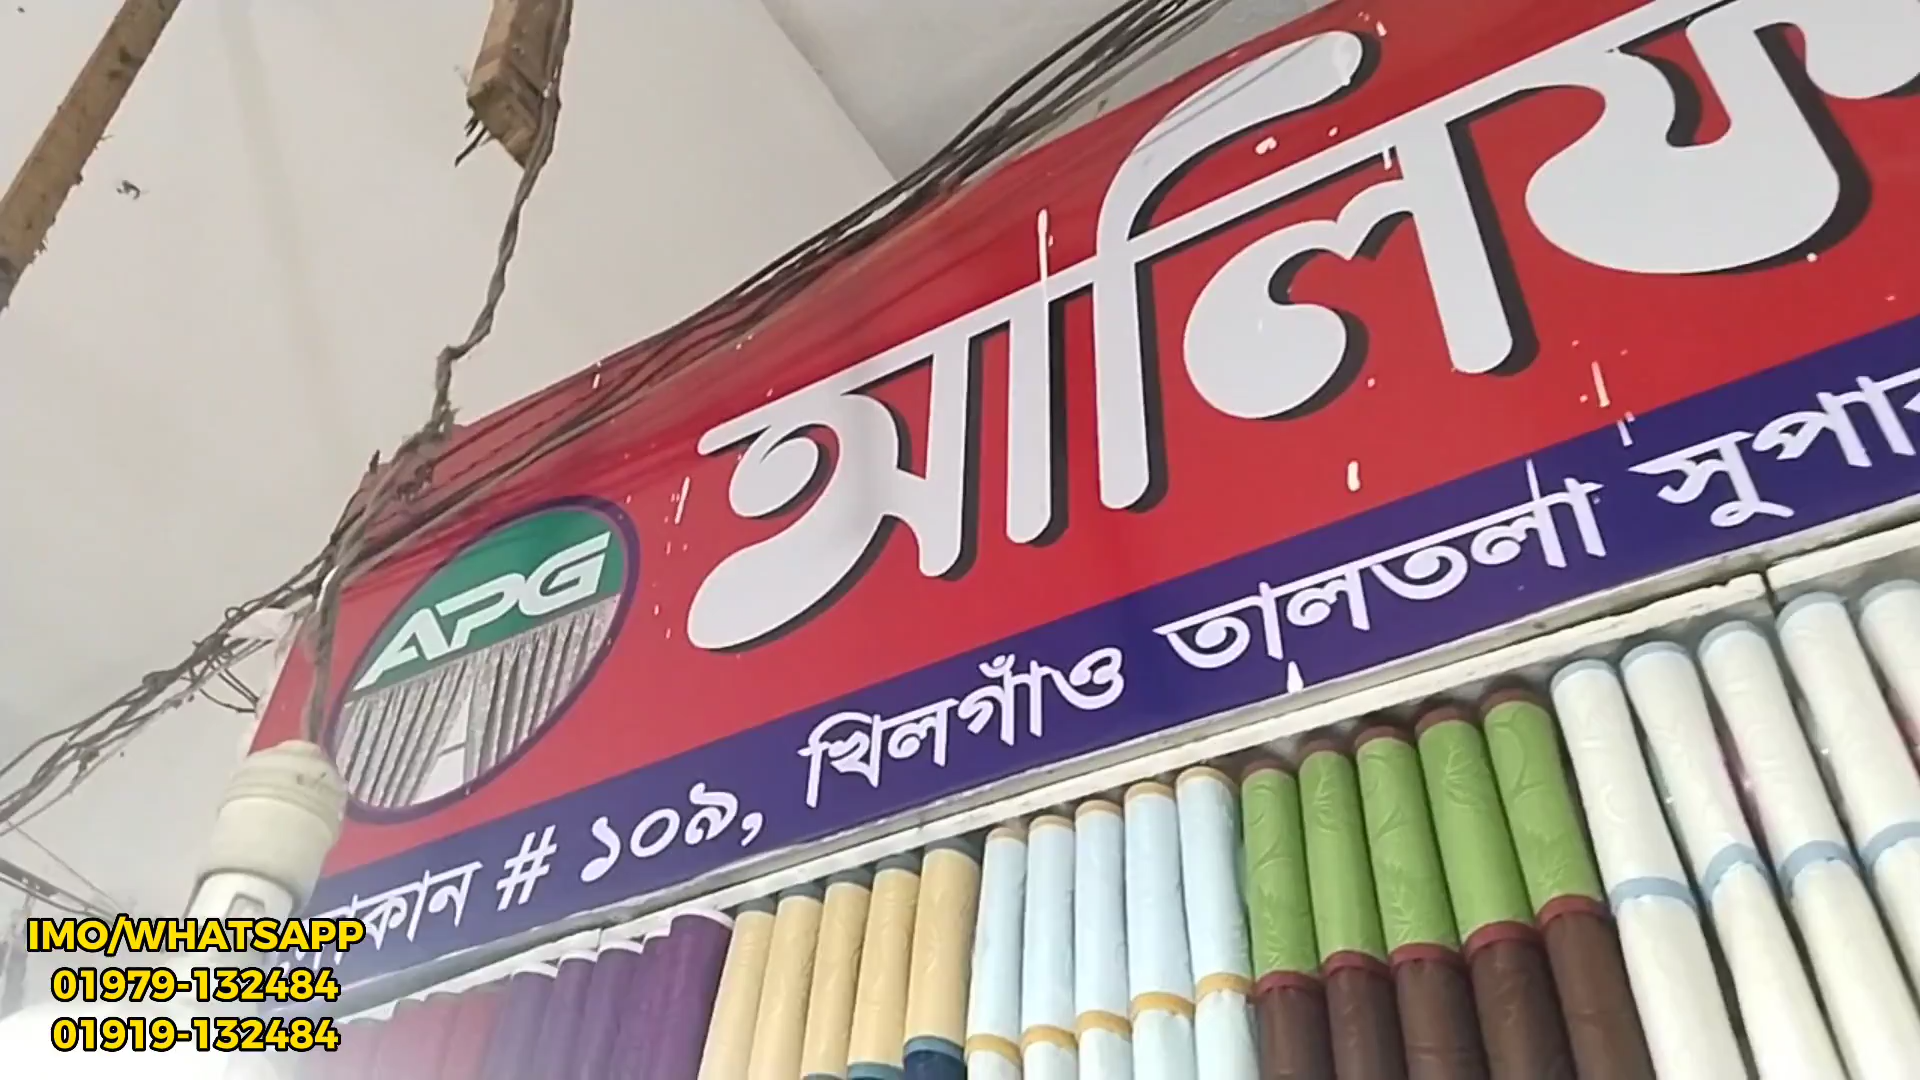 আলিফ
APG
দোকান # ১০৯, খিলগাঁও তালতলা সুপার
IMO/WHATSAPP
01979-132484
01919-132484